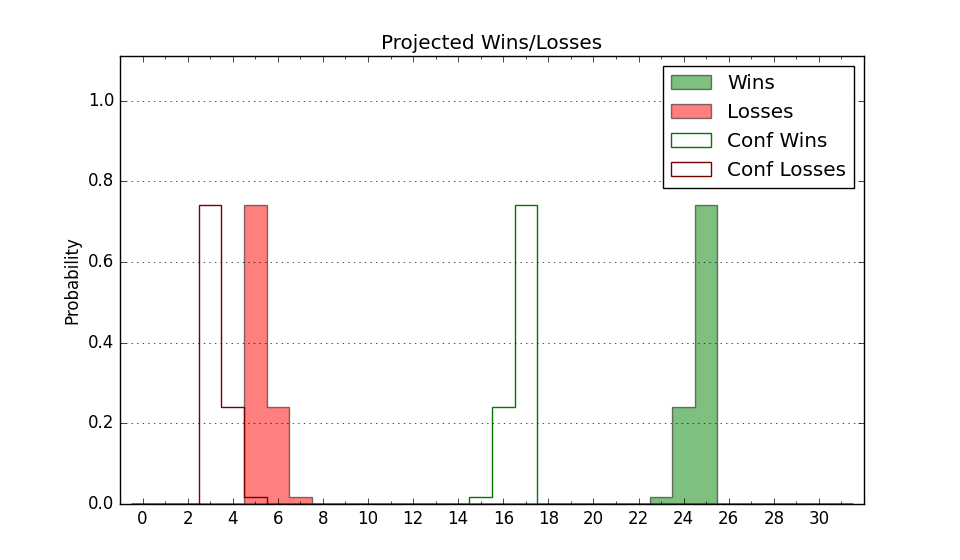 Projected Wins/Losses
Wins
Losses
Conf Wins
Conf Losses
Probability
1.0
0.8
0.6
0.4
0.2
0.0
0 2 4 6 8 10 12 14 16 18 20 22 24 26 28 30